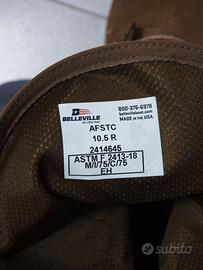 BELLEVILLE
800-376-6978
bellevilleboot.com
MADE IN THE USA
AFSTC
10.5 R
2414645
ASTM F 2413-18
M/I/75/C/75
EH
subito